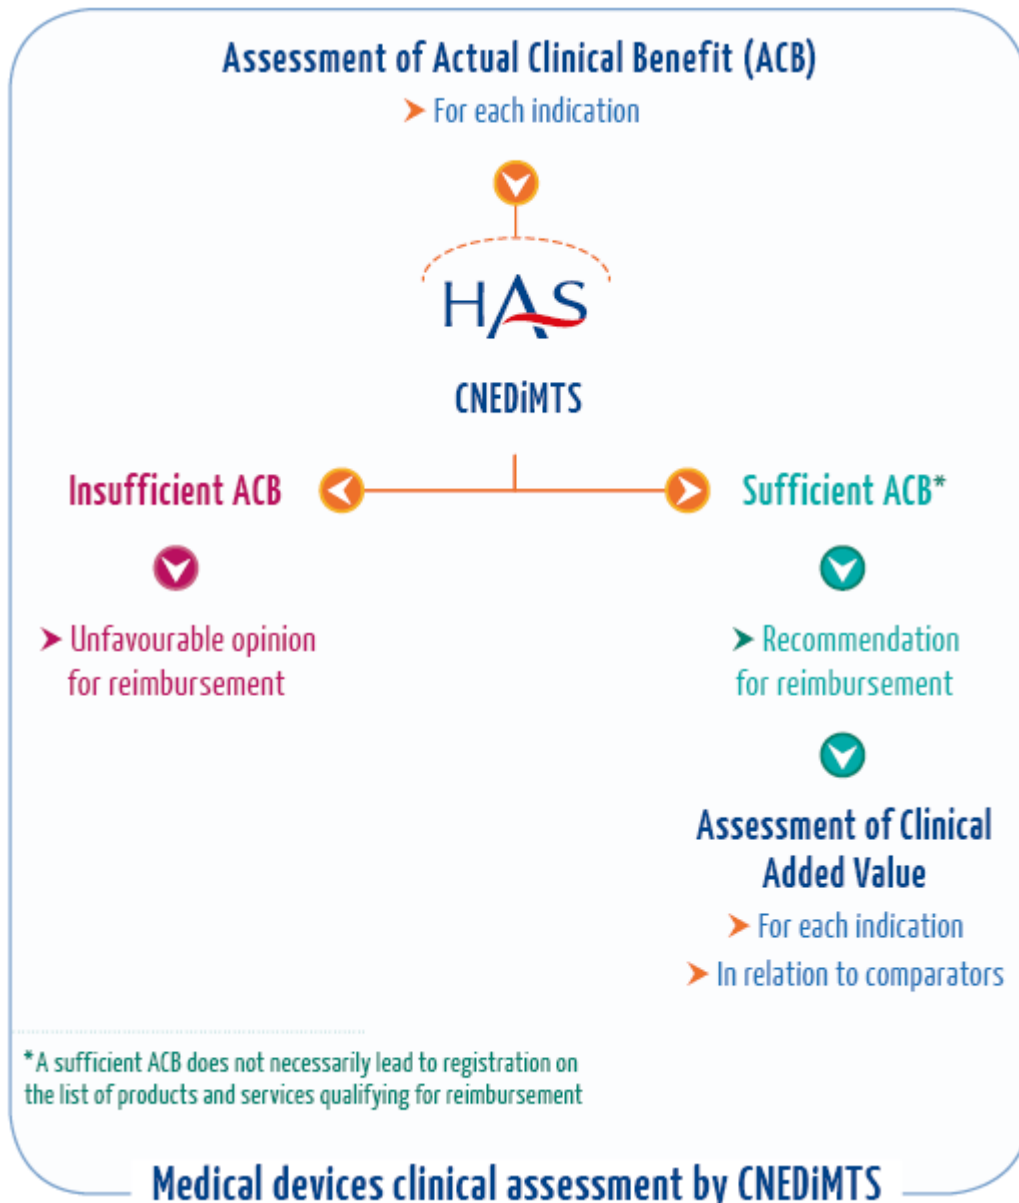 Assessment of Actual Clinical Benefit (ACB)
For each indication
HAS
CNEDiMTS
Insufficient ACB
Sufficient ACB*
Unfavourable opinion
for reimbursement
Recommendation
for reimbursement
Assessment of Clinical
Added Value
For each indication
In relation to comparators
*A sufficient ACB does not necessarily lead to registration on
the list of products and services qualifying for reimbursement
Medical devices clinical assessment by CNEDiMTS